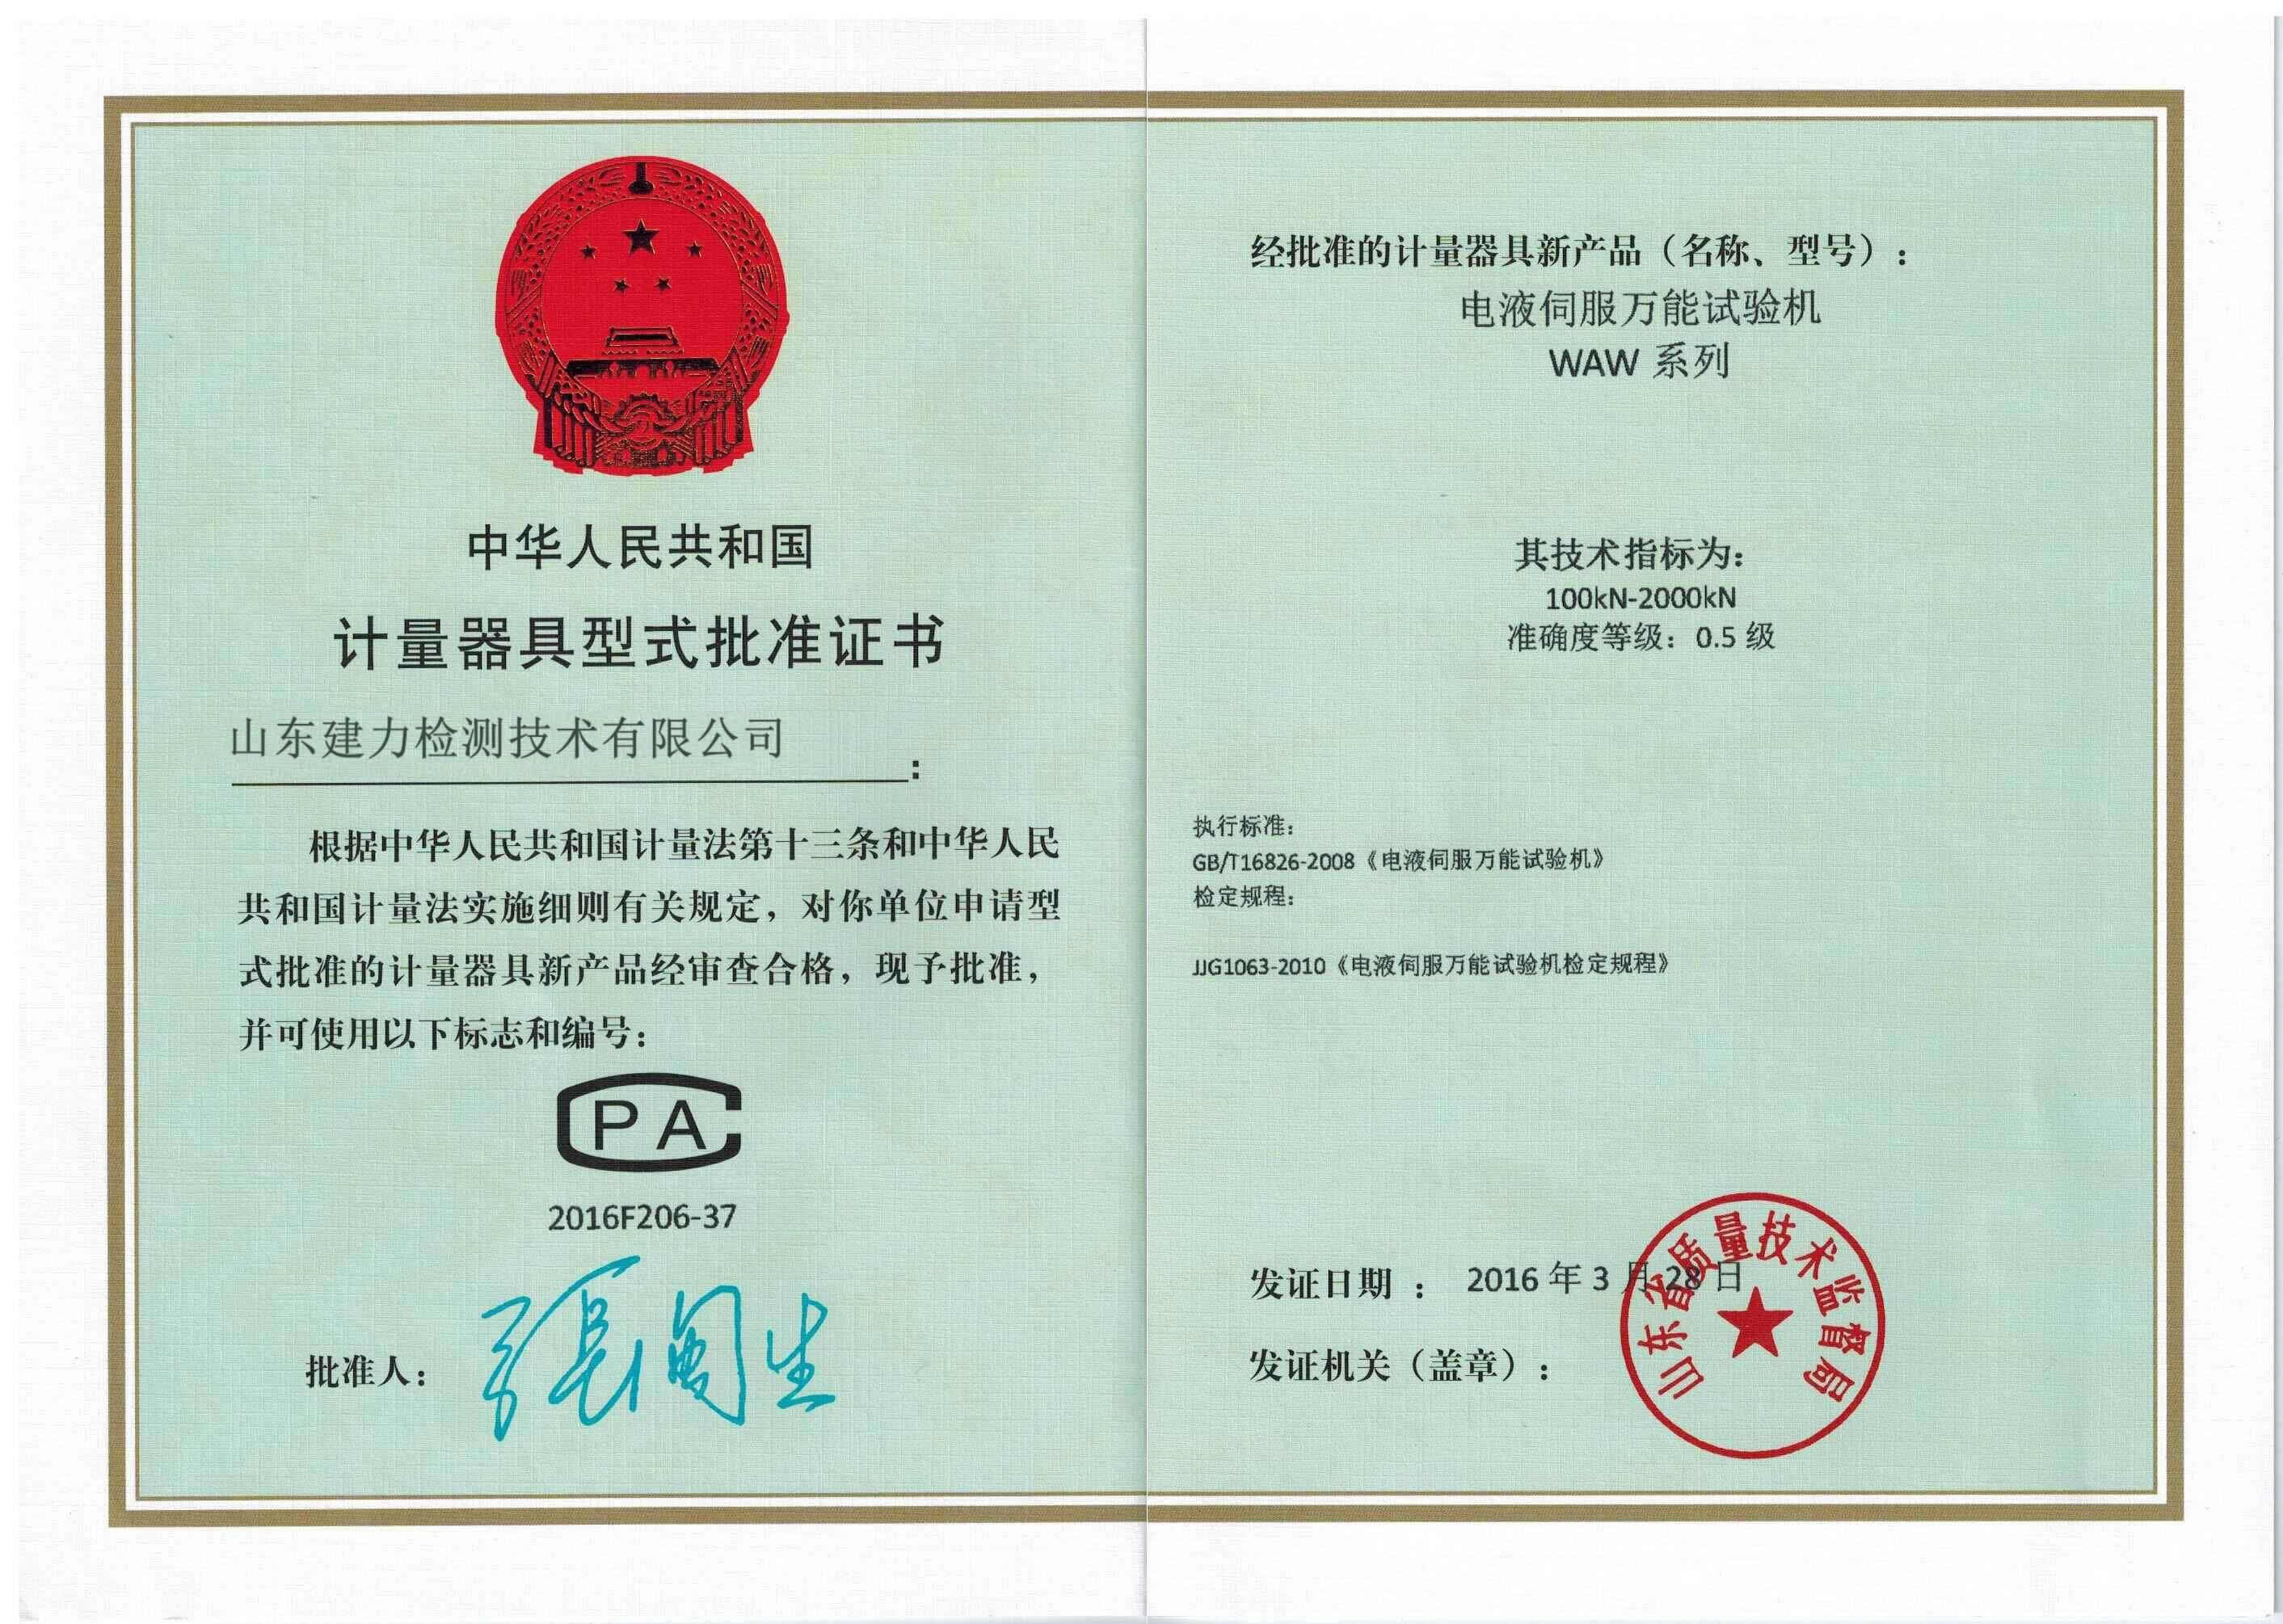 中华人民共和国
计量器具型式批准证书
山东建力检测技术有限公司：
根据中华人民共和国计量法第十三条和中华人民
共和国计量法实施细则有关规定，对你单位申请型
式批准的计量器具新产品经审查合格，现予批准，
并可使用以下标志和编号：
CPA
2016F206-37
批准人：
经批准的计量器具新产品（名称、型号）：
电液伺服万能试验机
WAW 系列
其技术指标为：
100kN-2000kN
准确度等级：0.5 级
执行标准：
GB/T16826-2008《电液伺服万能试验机》
检定规程：
JJG1063-2010《电液伺服万能试验机检定规程》
发证日期 ： 2016 年 3 月 28 日
发证机关（盖章）：
山东省质量技术监督局